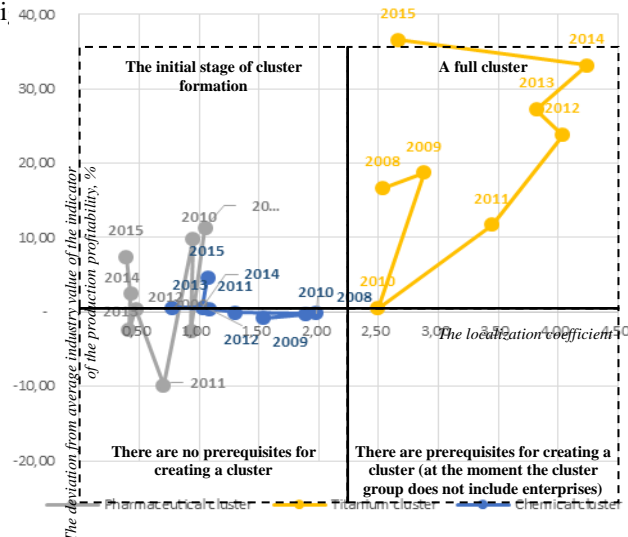 i
40,00
30,00
20,00
10,00
-
-10,00
-20,00
The deviation from average industry value of the indicator
of the production profitability, %
The initial stage of cluster
formation
A full cluster
2015
2014
2013
2012
2009
2008
2011
2010
2015
2014
2013
2012
2010
20...
2011
2015
2014
2013
2011
2010
2008
2012
2009
0,50
1,00
1,50
2,00
2,50
3,00
3,50
4,00
4,50
The localization coefficient
There are no prerequisites for
creating a cluster
There are prerequisites for creating a
cluster (at the moment the cluster
group does not include enterprises)
Pharmaceutical cluster
Titanium cluster
Chemical cluster